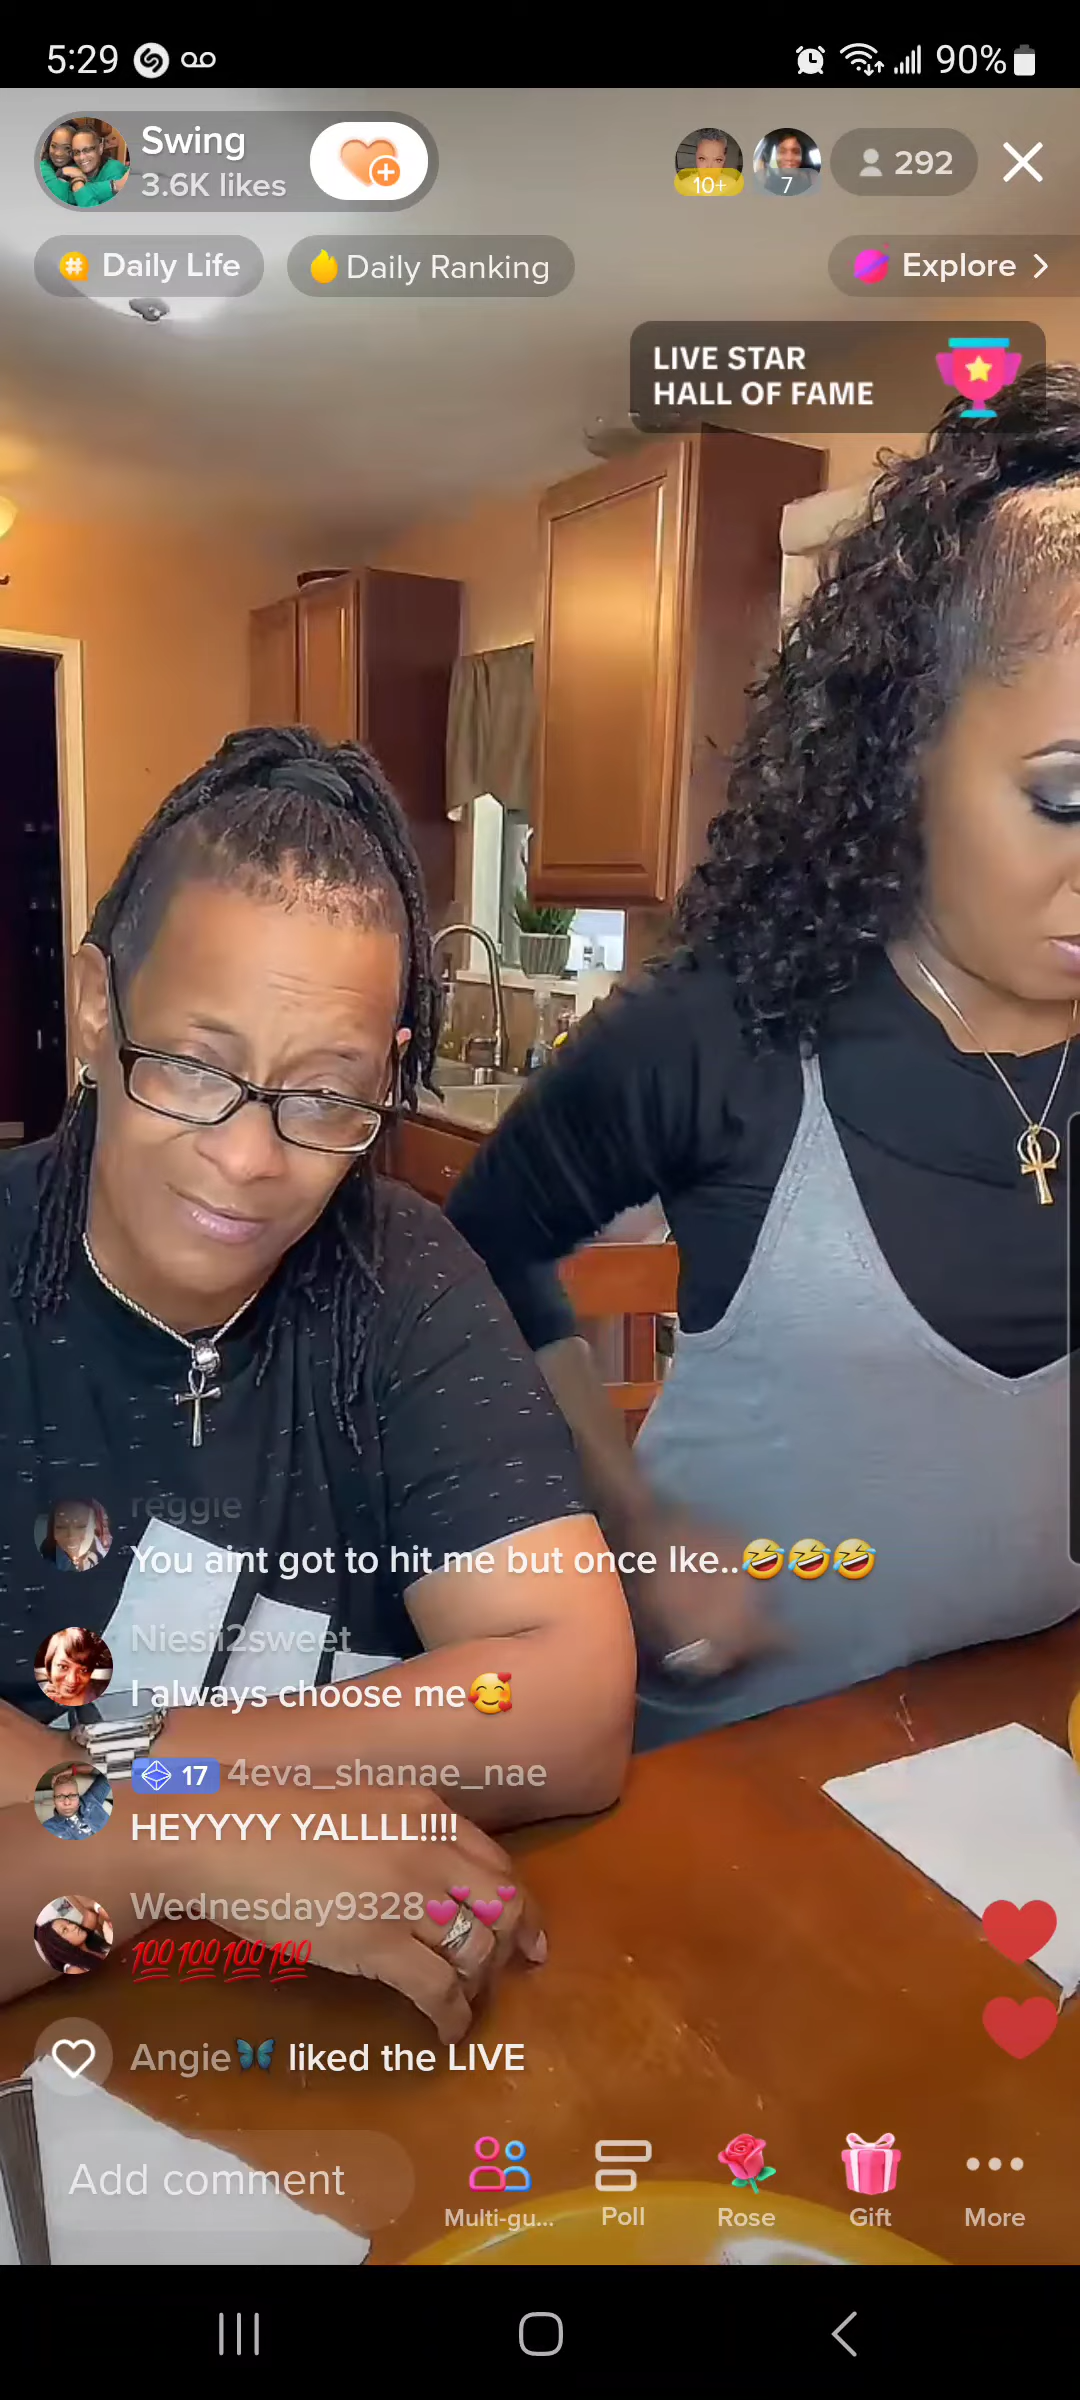 5:29
90%
Swing
3.6K likes
10+
7
292
Daily Life
Daily Ranking
Explore
LIVE STAR
HALL OF FAME
reggie
You aint got to hit me but once Ike..🤣🤣🤣
Niesii2sweet
I always choose me🥰
17 4eva_shanae_nae
HEYYYY YALLLL!!!!
Wednesday9328💕💕
💯💯💯💯
Angie🦋 liked the LIVE
Add comment
Multi-gu...
Poll
Rose
Gift
More